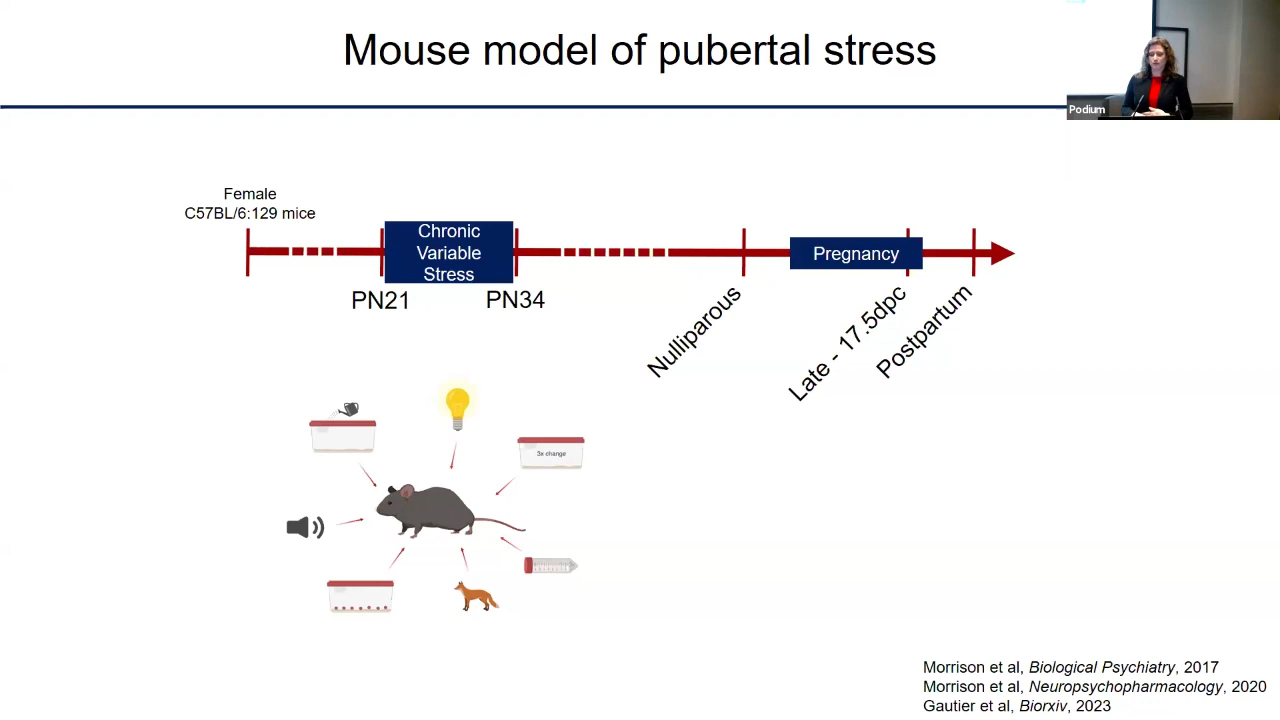 Mouse model of pubertal stress
Podium
Female
C57BL/6:129 mice
Chronic
Variable
Stress
Pregnancy
PN21
PN34
Nulliparous
Late - 17.5dpc
Postpartum
3x change
Morrison et al, Biological Psychiatry, 2017
Morrison et al, Neuropsychopharmacology, 2020
Gautier et al, Biorxiv, 2023